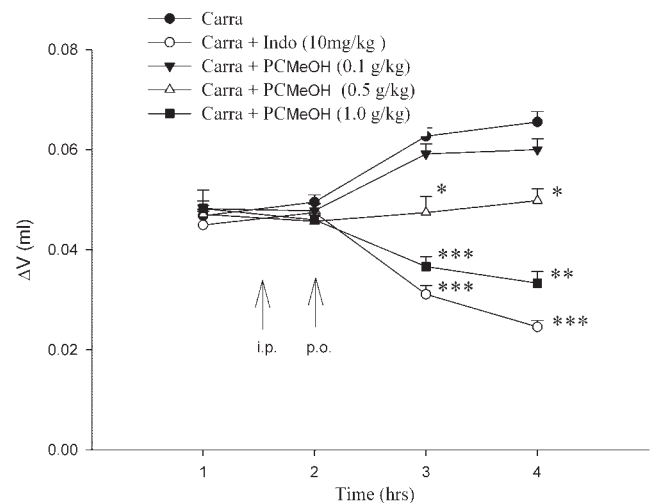 Carra
Carra + Indo (10mg/kg )
Carra + PCMeOH (0.1 g/kg)
Carra + PCMeOH (0.5 g/kg)
Carra + PCMeOH (1.0 g/kg)
0.08
0.06
0.04
0.02
0.00
ΔV (ml)
* *
*** **
*** ***
i.p. p.o.
1 2 3 4
Time (hrs)